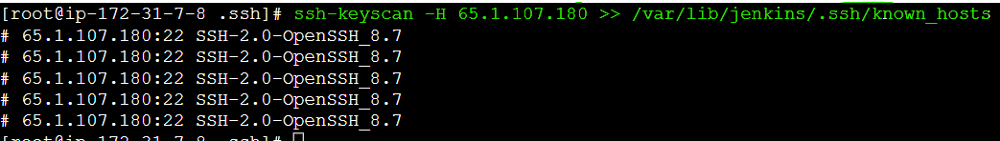 [root@ip-172-31-7-8 .ssh]# ssh-keyscan -H 65.1.107.180 >> /var/lib/jenkins/.ssh/known_hosts
# 65.1.107.180:22 SSH-2.0-OpenSSH_8.7
# 65.1.107.180:22 SSH-2.0-OpenSSH_8.7
# 65.1.107.180:22 SSH-2.0-OpenSSH_8.7
# 65.1.107.180:22 SSH-2.0-OpenSSH_8.7
# 65.1.107.180:22 SSH-2.0-OpenSSH_8.7
[root@ip-172-31-7-8 .ssh]#